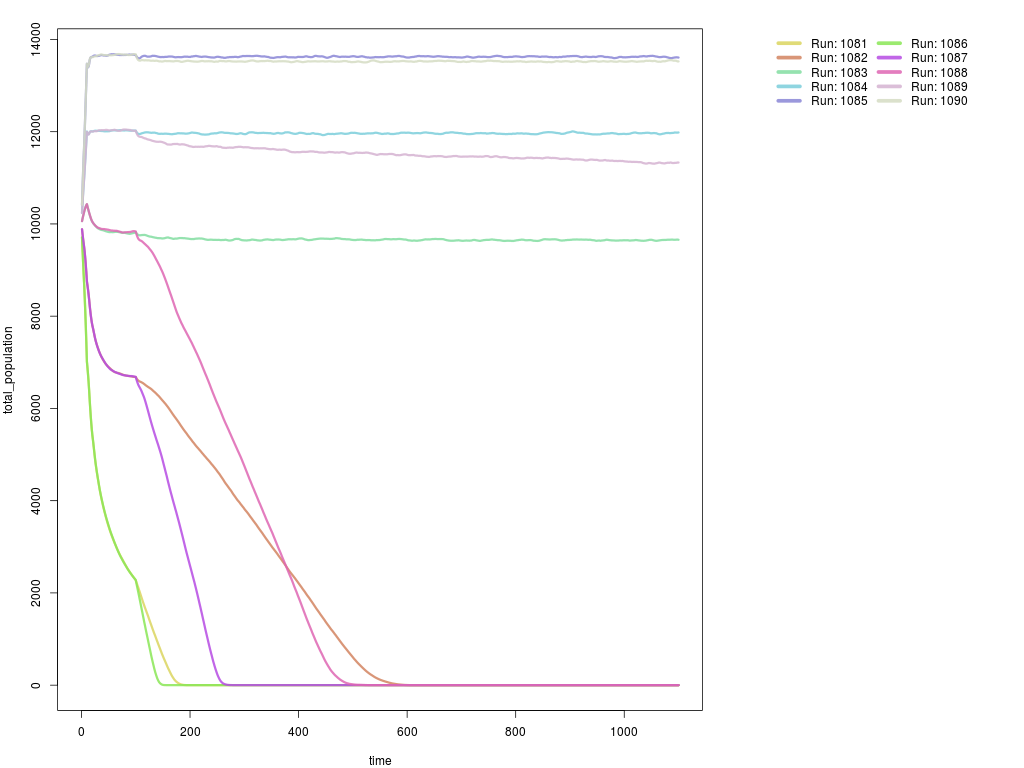 14000
12000
10000
8000
6000
4000
2000
0
total_population
0 200 400 600 800 1000
time
Run: 1081 Run: 1086
Run: 1082 Run: 1087
Run: 1083 Run: 1088
Run: 1084 Run: 1089
Run: 1085 Run: 1090